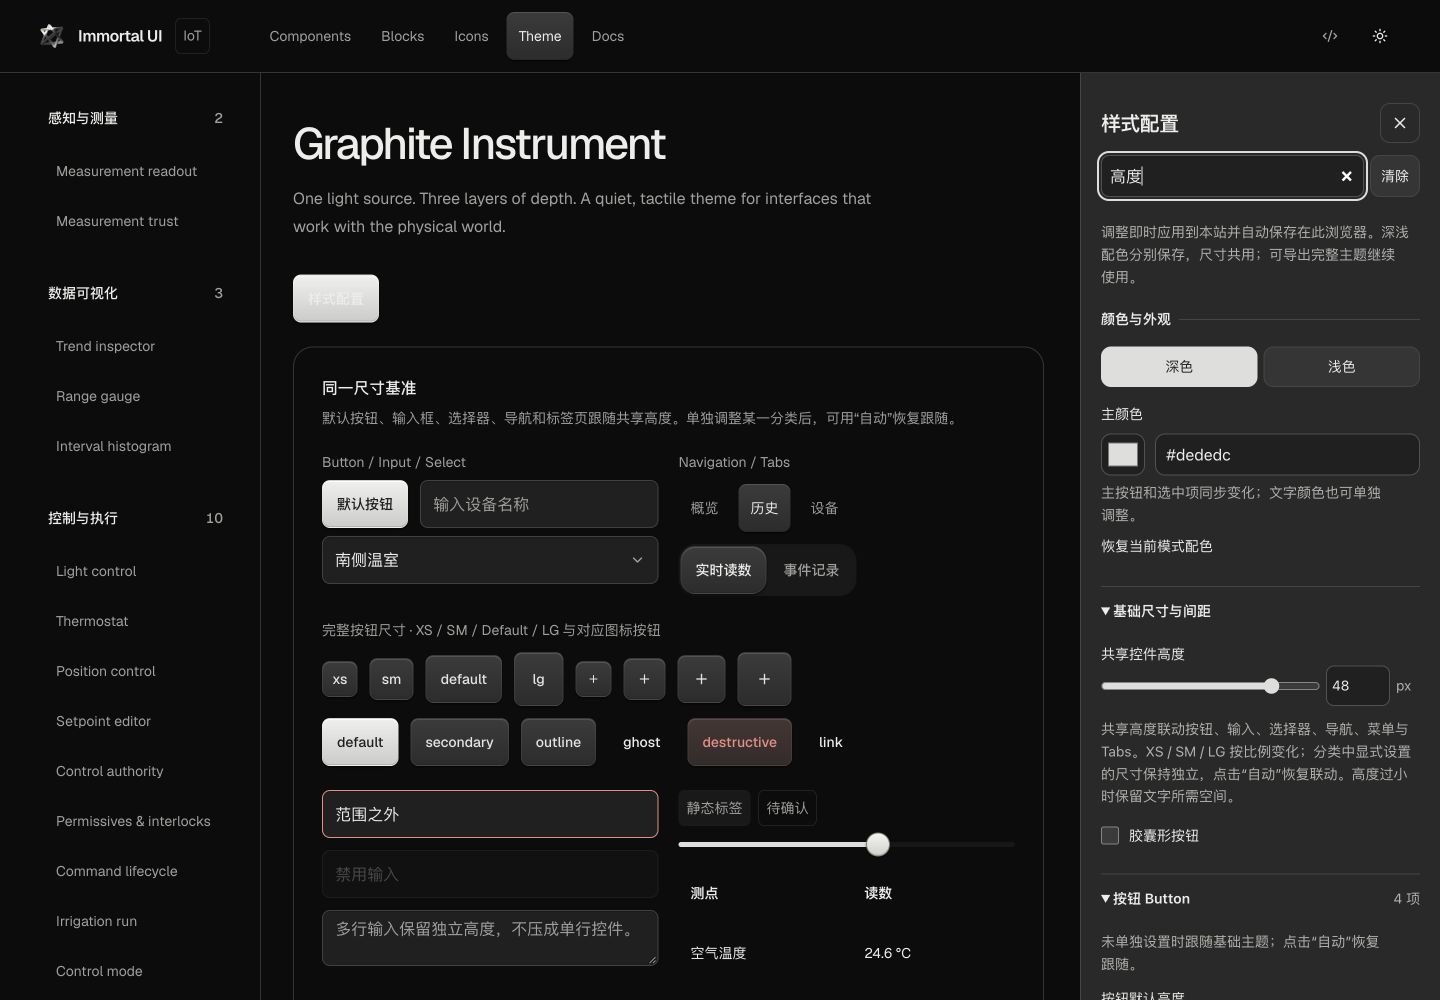 Immortal UI
IoT
Components
Blocks
Icons
Theme
Docs
感知与测量 2
Measurement readout
Measurement trust
数据可视化 3
Trend inspector
Range gauge
Interval histogram
控制与执行 10
Light control
Thermostat
Position control
Setpoint editor
Control authority
Permissives & interlocks
Command lifecycle
Irrigation run
Control mode
Graphite Instrument
One light source. Three layers of depth. A quiet, tactile theme for interfaces that
work with the physical world.
样式配置
同一尺寸基准
默认按钮、输入框、选择器、导航和标签页跟随共享高度。单独调整某一分类后，可用“自动”恢复跟随。
Button / Input / Select
默认按钮
输入设备名称
南侧温室
Navigation / Tabs
概览
历史
设备
实时读数
事件记录
完整按钮尺寸 · XS / SM / Default / LG 与对应图标按钮
xs
sm
default
lg
+
+
+
+
default
secondary
outline
ghost
destructive
link
范围之外
禁用输入
多行输入保留独立高度，不压成单行控件。
静态标签
待确认
测点 读数
空气温度 24.6 °C
样式配置
高度
清除
调整即时应用到本站并自动保存在此浏览器。深浅
配色分别保存，尺寸共用；可导出完整主题继续
使用。
颜色与外观
深色
浅色
主颜色
#dededc
主按钮和选中项同步变化；文字颜色也可单独
调整。
恢复当前模式配色
▼基础尺寸与间距
共享控件高度
48 px
共享高度联动按钮、输入、选择器、导航、菜单与
Tabs。XS / SM / LG 按比例变化；分类中显式设置
的尺寸保持独立，点击“自动”恢复联动。高度过小
时保留文字所需空间。
胶囊形按钮
▼按钮 Button 4 项
未单独设置时跟随基础主题；点击“自动”恢复
跟随。
按钮默认高度